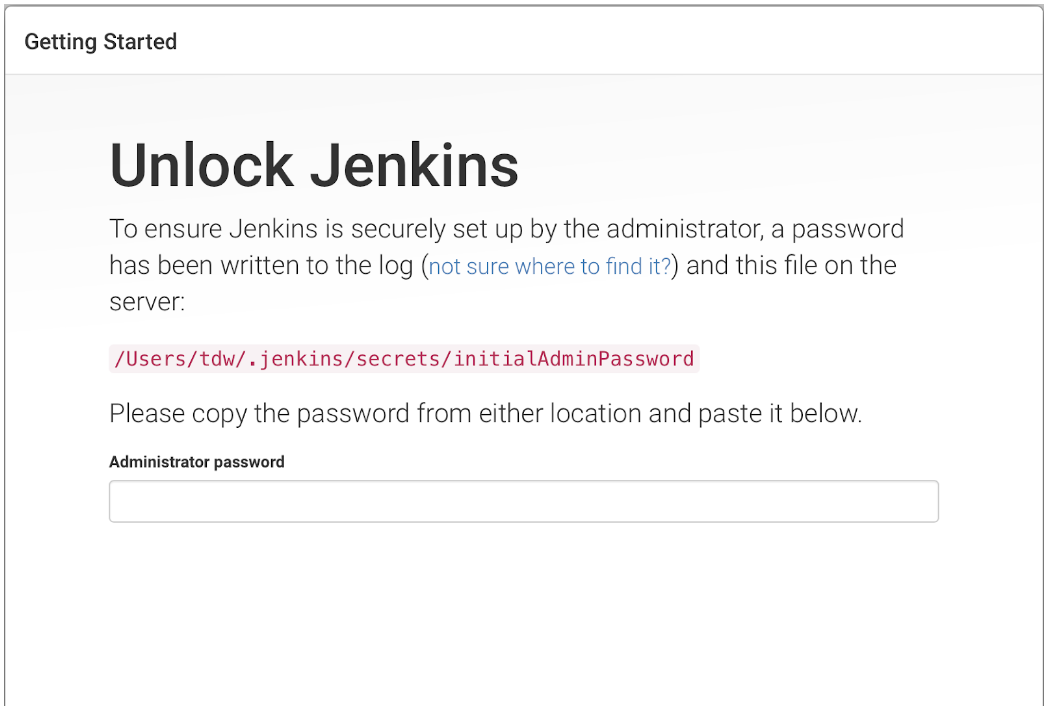 Getting Started
Unlock Jenkins
To ensure Jenkins is securely set up by the administrator, a password
has been written to the log (not sure where to find it?) and this file on the
server:
/Users/tdw/.jenkins/secrets/initialAdminPassword
Please copy the password from either location and paste it below.
Administrator password